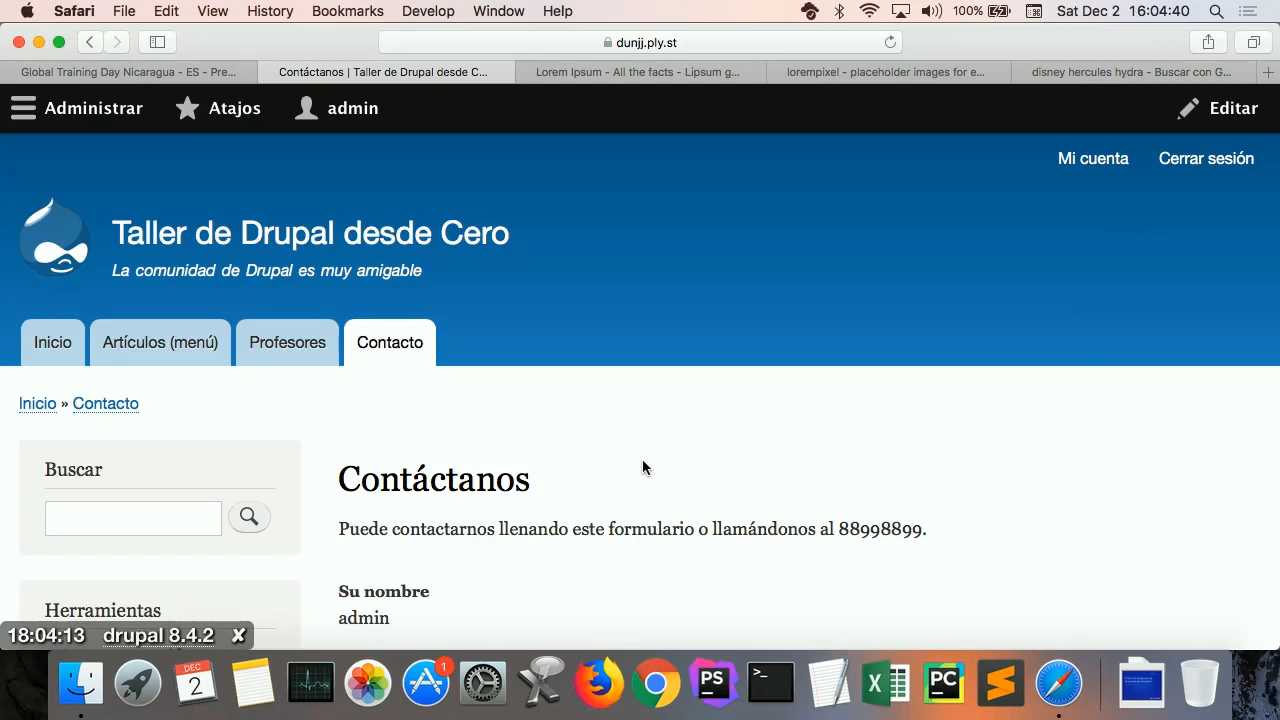 Safari File Edit View History Bookmarks Develop Window Help 100% Sat Dec 2 16:04:40
dunjj.ply.st
Global Training Day Nicaragua - ES - Pre... Contáctanos | Taller de Drupal desde C... Lorem Ipsum - All the facts - Lipsum g... lorempixel - placeholder images for e... disney hercules hydra - Buscar con G...
Administrar Atajos admin Editar
Mi cuenta Cerrar sesión
Taller de Drupal desde Cero
La comunidad de Drupal es muy amigable
Inicio Artículos (menú) Profesores Contacto
Inicio » Contacto
Buscar
Contáctanos
Puede contactarnos llenando este formulario o llamándonos al 88998899.
Su nombre
admin
Herramientas
18:04:13 drupal 8.4.2 ✘
DEC
2
1
PS
>_
X
PC
S